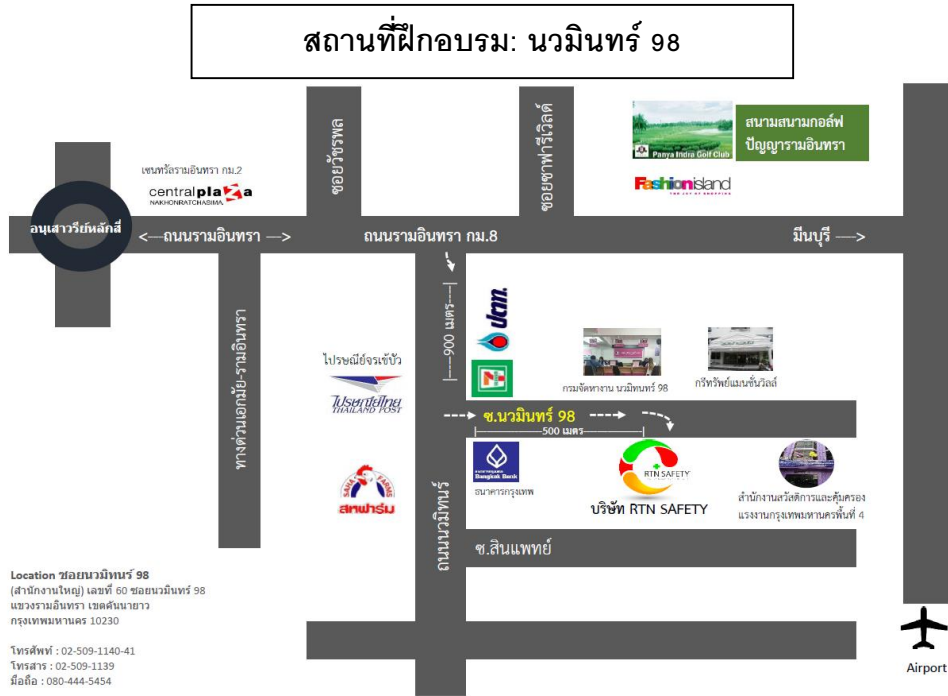 สถานที่ฝึกอบรม: นวมินทร์ 98
ซอยวัชรพล
ซอยซาฟารีเวิลด์
Panya Indra Golf Club
สนามสนามกอล์ฟ
ปัญญารามอินทรา
เซนทรัลรามอินทรา กม.2
centralplaza
NAKHONRATCHASIMA
Fashionisland
อนุเสาวรีย์หลักสี่
<---ถนนรามอินทรา --->
ถนนรามอินทรา กม.8
มีนบุรี --->
ทางด่วนเอกมัย-รามอินทรา
|------900 เมตร----|
ปตท.
ไปรษณีย์จรเข้บัว
ไปรษณีย์ไทย
THAILAND POST
กรมจัดหางาน นวมิทนทร์ 98
กรีทรัพย์แมนชั่นวิลล์
ซ.นวมินทร์ 98
|---------------500 เมตร---------------|
Bangkok Bank
ธนาคารกรุงเทพ
RTN SAFETY
บริษัท RTN SAFETY
สำนักงานสวัสดิการและคุ้มครอง
แรงงานกรุงเทพมหานครพื้นที่ 4
SAHA FARMS
สหฟาร์ม
ถนนนวมิทนร์
ซ.สินแพทย์
Location ซอยนวมิทนร์ 98
(สำนักงานใหญ่) เลขที่ 60 ซอยนวมินทร์ 98
แขวงรามอินทรา เขตคันนายาว
กรุงเทพมหานคร 10230
โทรศัพท์ : 02-509-1140-41
โทรสาร : 02-509-1139
มือถือ : 080-444-5454
Airport